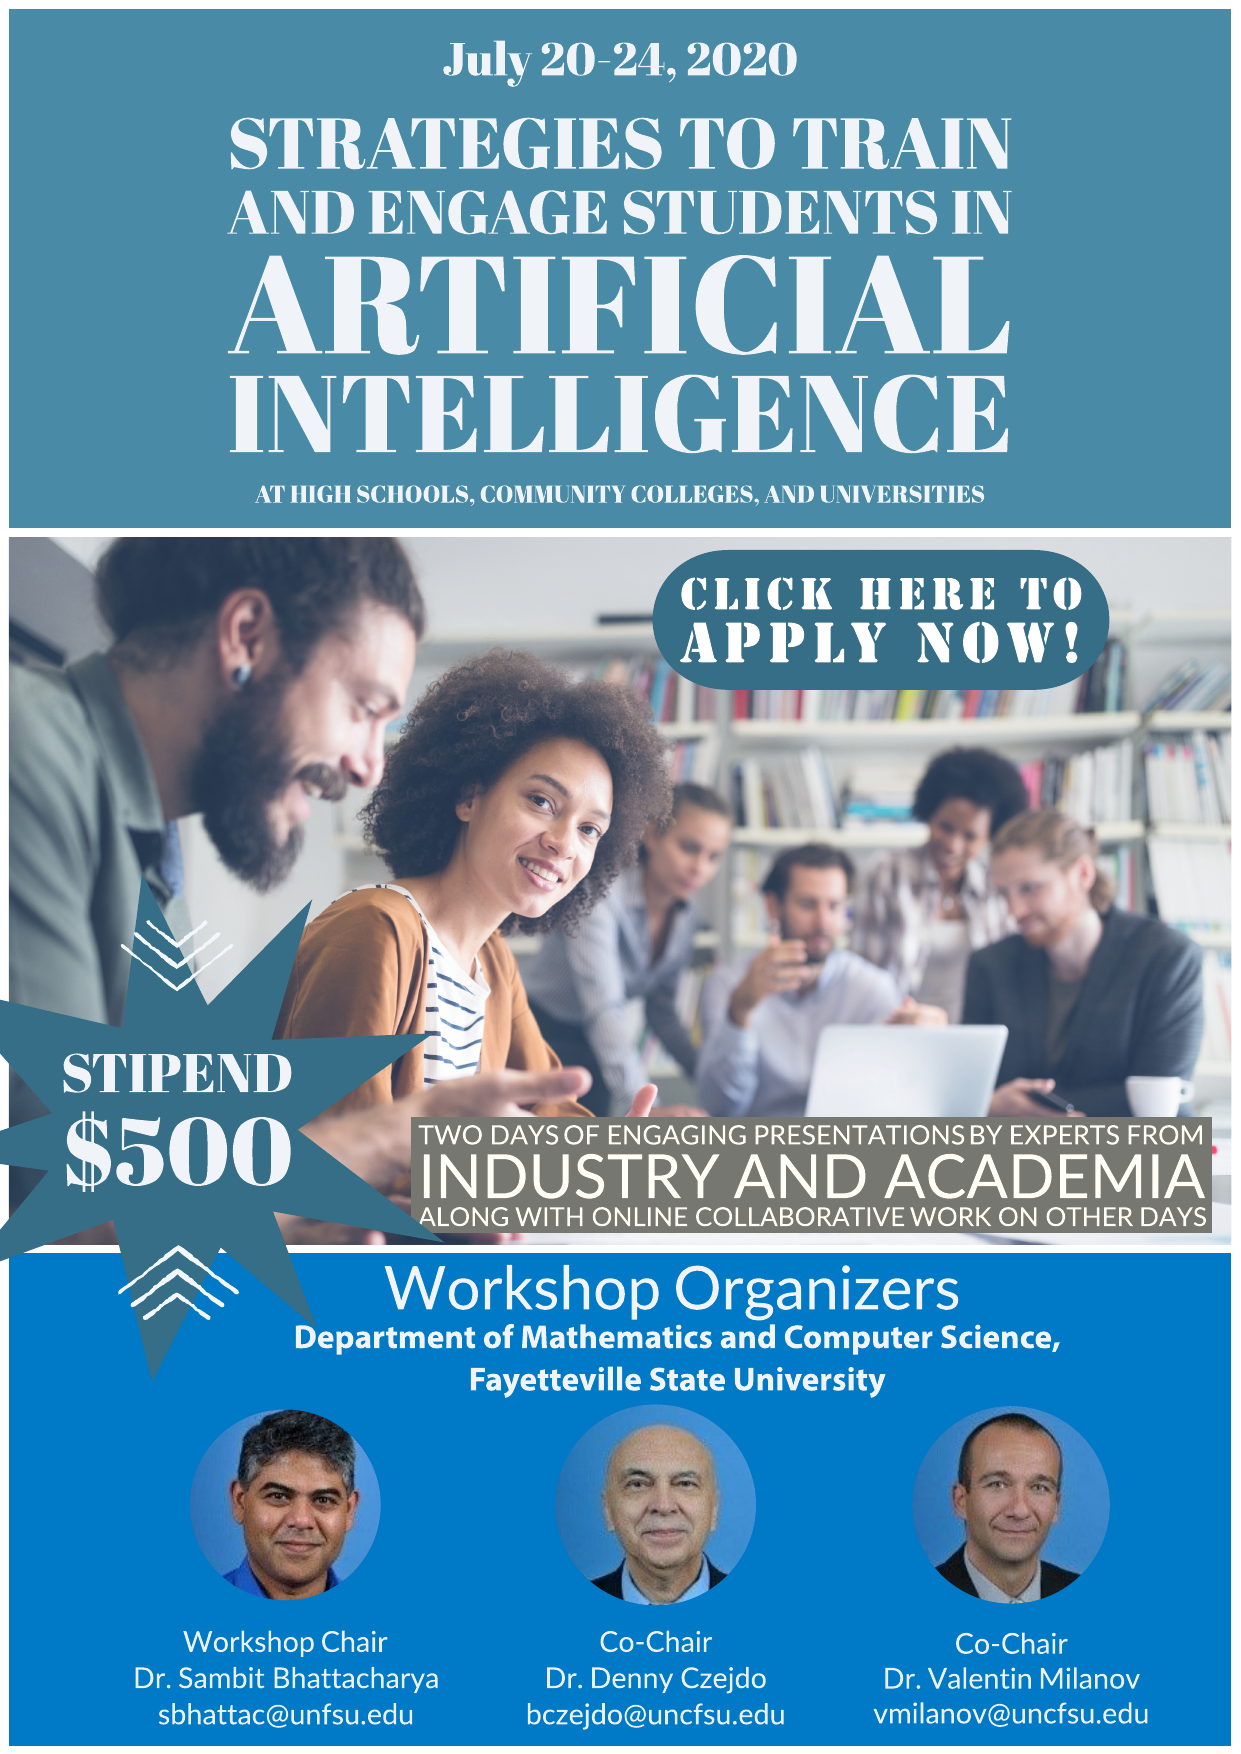 July 20-24, 2020
STRATEGIES TO TRAIN
AND ENGAGE STUDENTS IN
ARTIFICIAL
INTELLIGENCE
AT HIGH SCHOOLS, COMMUNITY COLLEGES, AND UNIVERSITIES
CLICK HERE TO
APPLY NOW!
STIPEND
$500
TWO DAYS OF ENGAGING PRESENTATIONS BY EXPERTS FROM
INDUSTRY AND ACADEMIA
ALONG WITH ONLINE COLLABORATIVE WORK ON OTHER DAYS
Workshop Organizers
Department of Mathematics and Computer Science,
Fayetteville State University
Workshop Chair
Dr. Sambit Bhattacharya
sbhattac@unfsu.edu
Co-Chair
Dr. Denny Czejdo
bczejdo@uncfsu.edu
Co-Chair
Dr. Valentin Milanov
vmilanov@uncfsu.edu